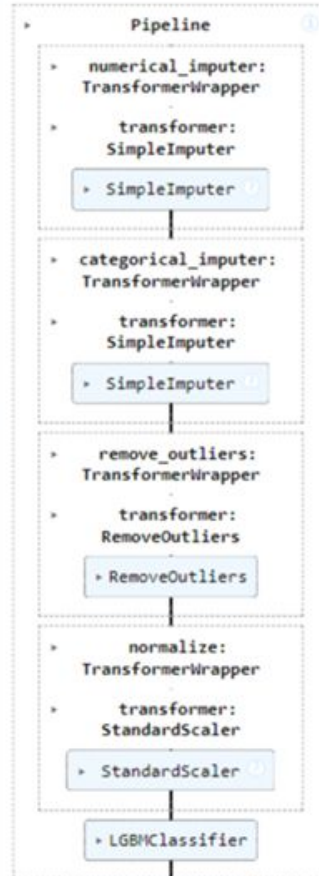 Pipeline
numerical_imputer:
TransformerWrapper
transformer:
SimpleImputer
SimpleImputer
categorical_imputer:
TransformerWrapper
transformer:
SimpleImputer
SimpleImputer
remove_outliers:
TransformerWrapper
transformer:
RemoveOutliers
RemoveOutliers
normalize:
TransformerWrapper
transformer:
StandardScaler
StandardScaler
LGBMClassifier